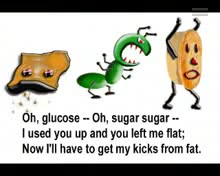 Oh, glucose -- Oh, sugar sugar --
I used you up and you left me flat;
Now I'll have to get my kicks from fat.